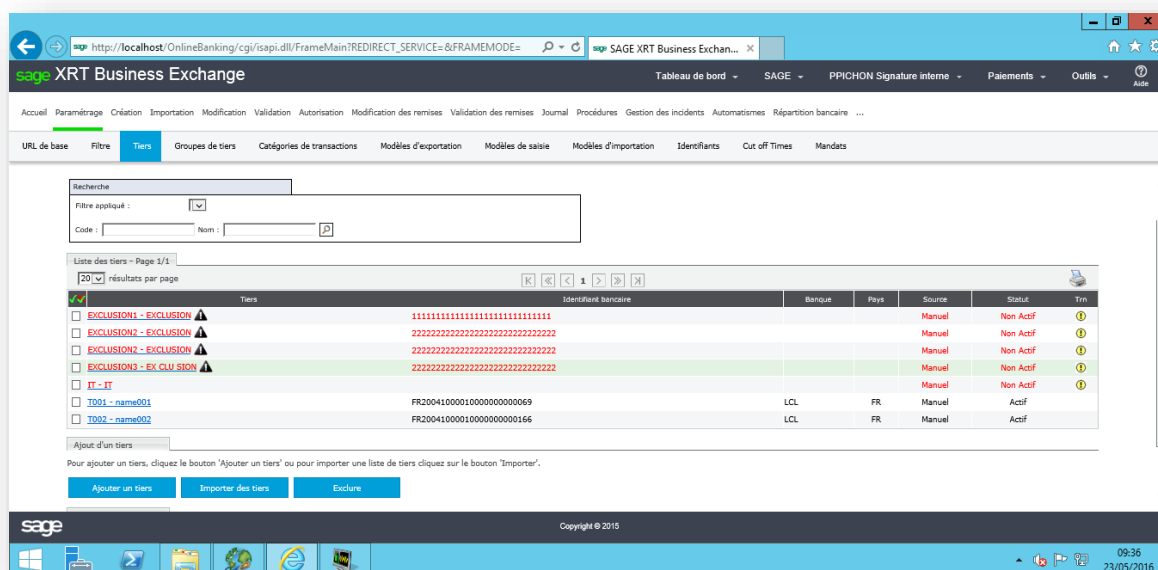 http://localhost/OnlineBanking/cgi/isapi.dll/FrameMain?REDIRECT_SERVICE=&FRAMEMODE=
sage SAGE XRT Business Exchan...
sage XRT Business Exchange
Tableau de bord SAGE PPICHON Signature interne Paiements Outils Aide
Accueil Paramétrage Création Importation Modification Validation Autorisation Modification des remises Validation des remises Journal Procédures Gestion des incidents Automatismes Répartition bancaire ...
URL de base Filtre Tiers Groupes de tiers Catégories de transactions Modèles d'exportation Modèles de saisie Modèles d'importation Identifiants Cut off Times Mandats
Recherche
Filtre appliqué :
Code : Nom :
Liste des tiers - Page 1/1
20 résultats par page 1
Tiers Identifiant bancaire Banque Pays Source Statut Trn
EXCLUSION1 - EXCLUSION 111111111111111111111111111 Manuel Non Actif
EXCLUSION2 - EXCLUSION 2222222222222222222222222222 Manuel Non Actif
EXCLUSION2 - EXCLUSION 2222222222222222222222222222 Manuel Non Actif
EXCLUSION3 - EX CLU SION 2222222222222222222222222222 Manuel Non Actif
IT - IT Manuel Non Actif
T001 - name001 FR2004100001000000000069 LCL FR Manuel Actif
T002 - name002 FR2004100001000000000166 LCL FR Manuel Actif
Ajout d'un tiers
Pour ajouter un tiers, cliquez le bouton 'Ajouter un tiers' ou pour importer une liste de tiers cliquez sur le bouton 'Importer'.
Ajouter un tiers Importer des tiers Exclure
sage Copyright © 2015
09:36
23/05/2016